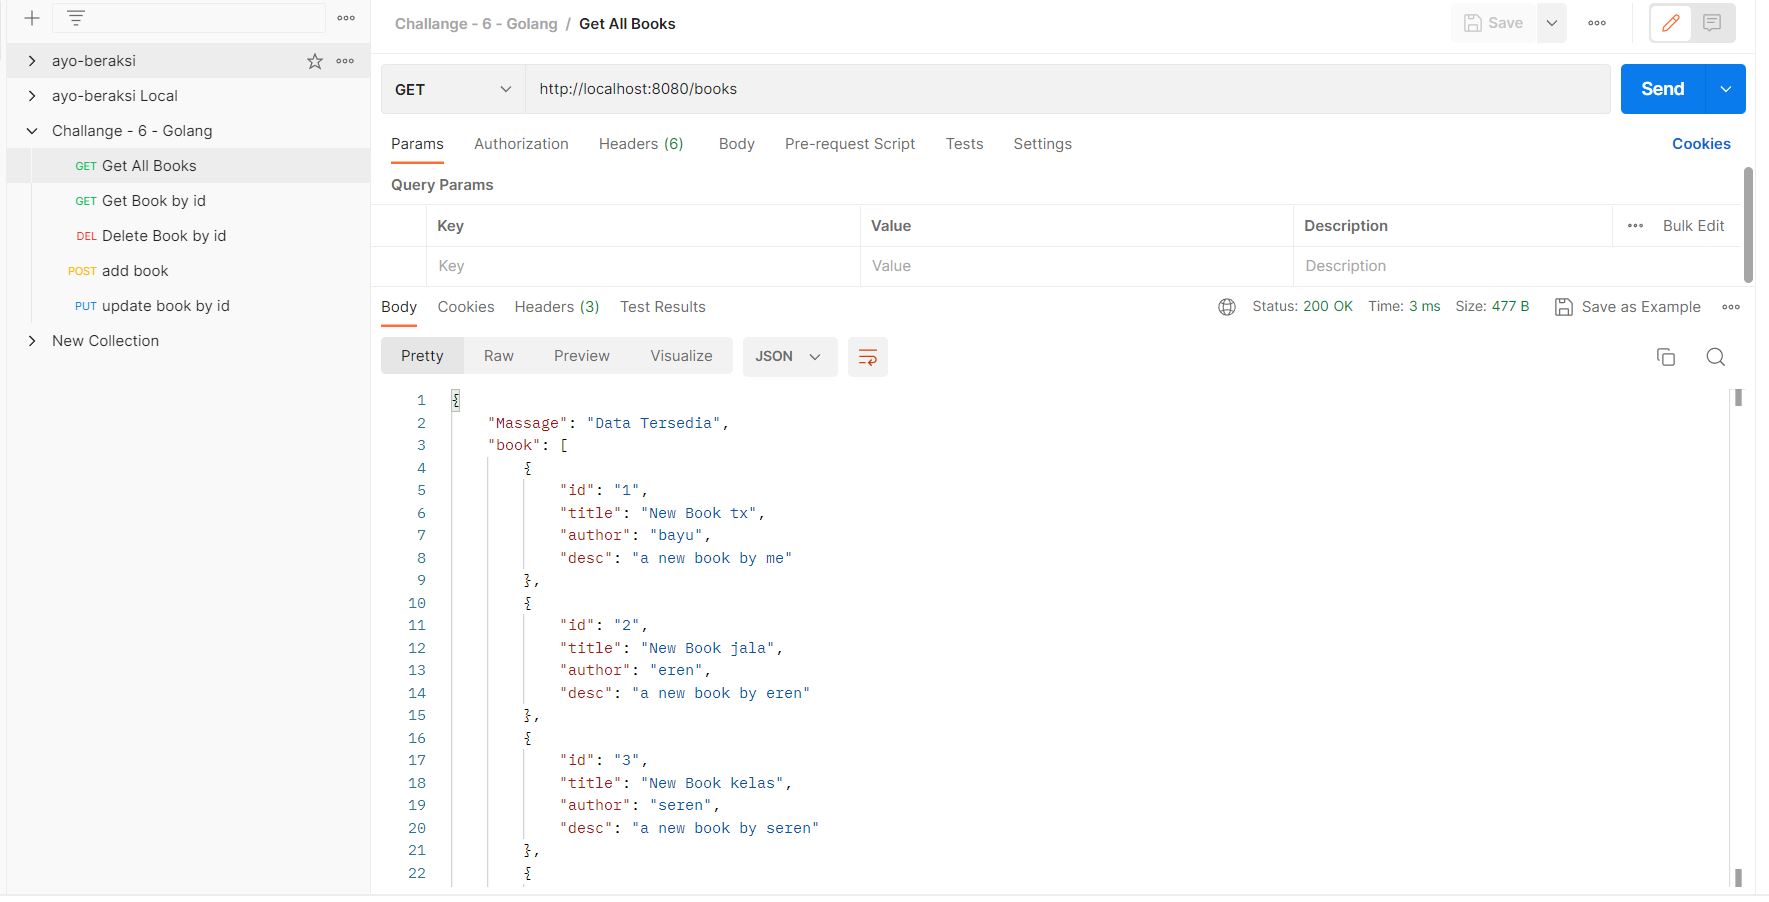 Challange - 6 - Golang / Get All Books
Save
ayo-beraksi
ayo-beraksi Local
Challange - 6 - Golang
GET Get All Books
GET Get Book by id
DEL Delete Book by id
POST add book
PUT update book by id
New Collection
GET http://localhost:8080/books Send
Params Authorization Headers (6) Body Pre-request Script Tests Settings Cookies
Query Params
Key Value Description Bulk Edit
Key Value Description
Body Cookies Headers (3) Test Results Status: 200 OK Time: 3 ms Size: 477 B Save as Example
Pretty Raw Preview Visualize JSON
1 {
2 "Massage": "Data Tersedia",
3 "book": [
4 {
5 "id": "1",
6 "title": "New Book tx",
7 "author": "bayu",
8 "desc": "a new book by me"
9 },
10 {
11 "id": "2",
12 "title": "New Book jala",
13 "author": "eren",
14 "desc": "a new book by eren"
15 },
16 {
17 "id": "3",
18 "title": "New Book kelas",
19 "author": "seren",
20 "desc": "a new book by seren"
21 },
22 {